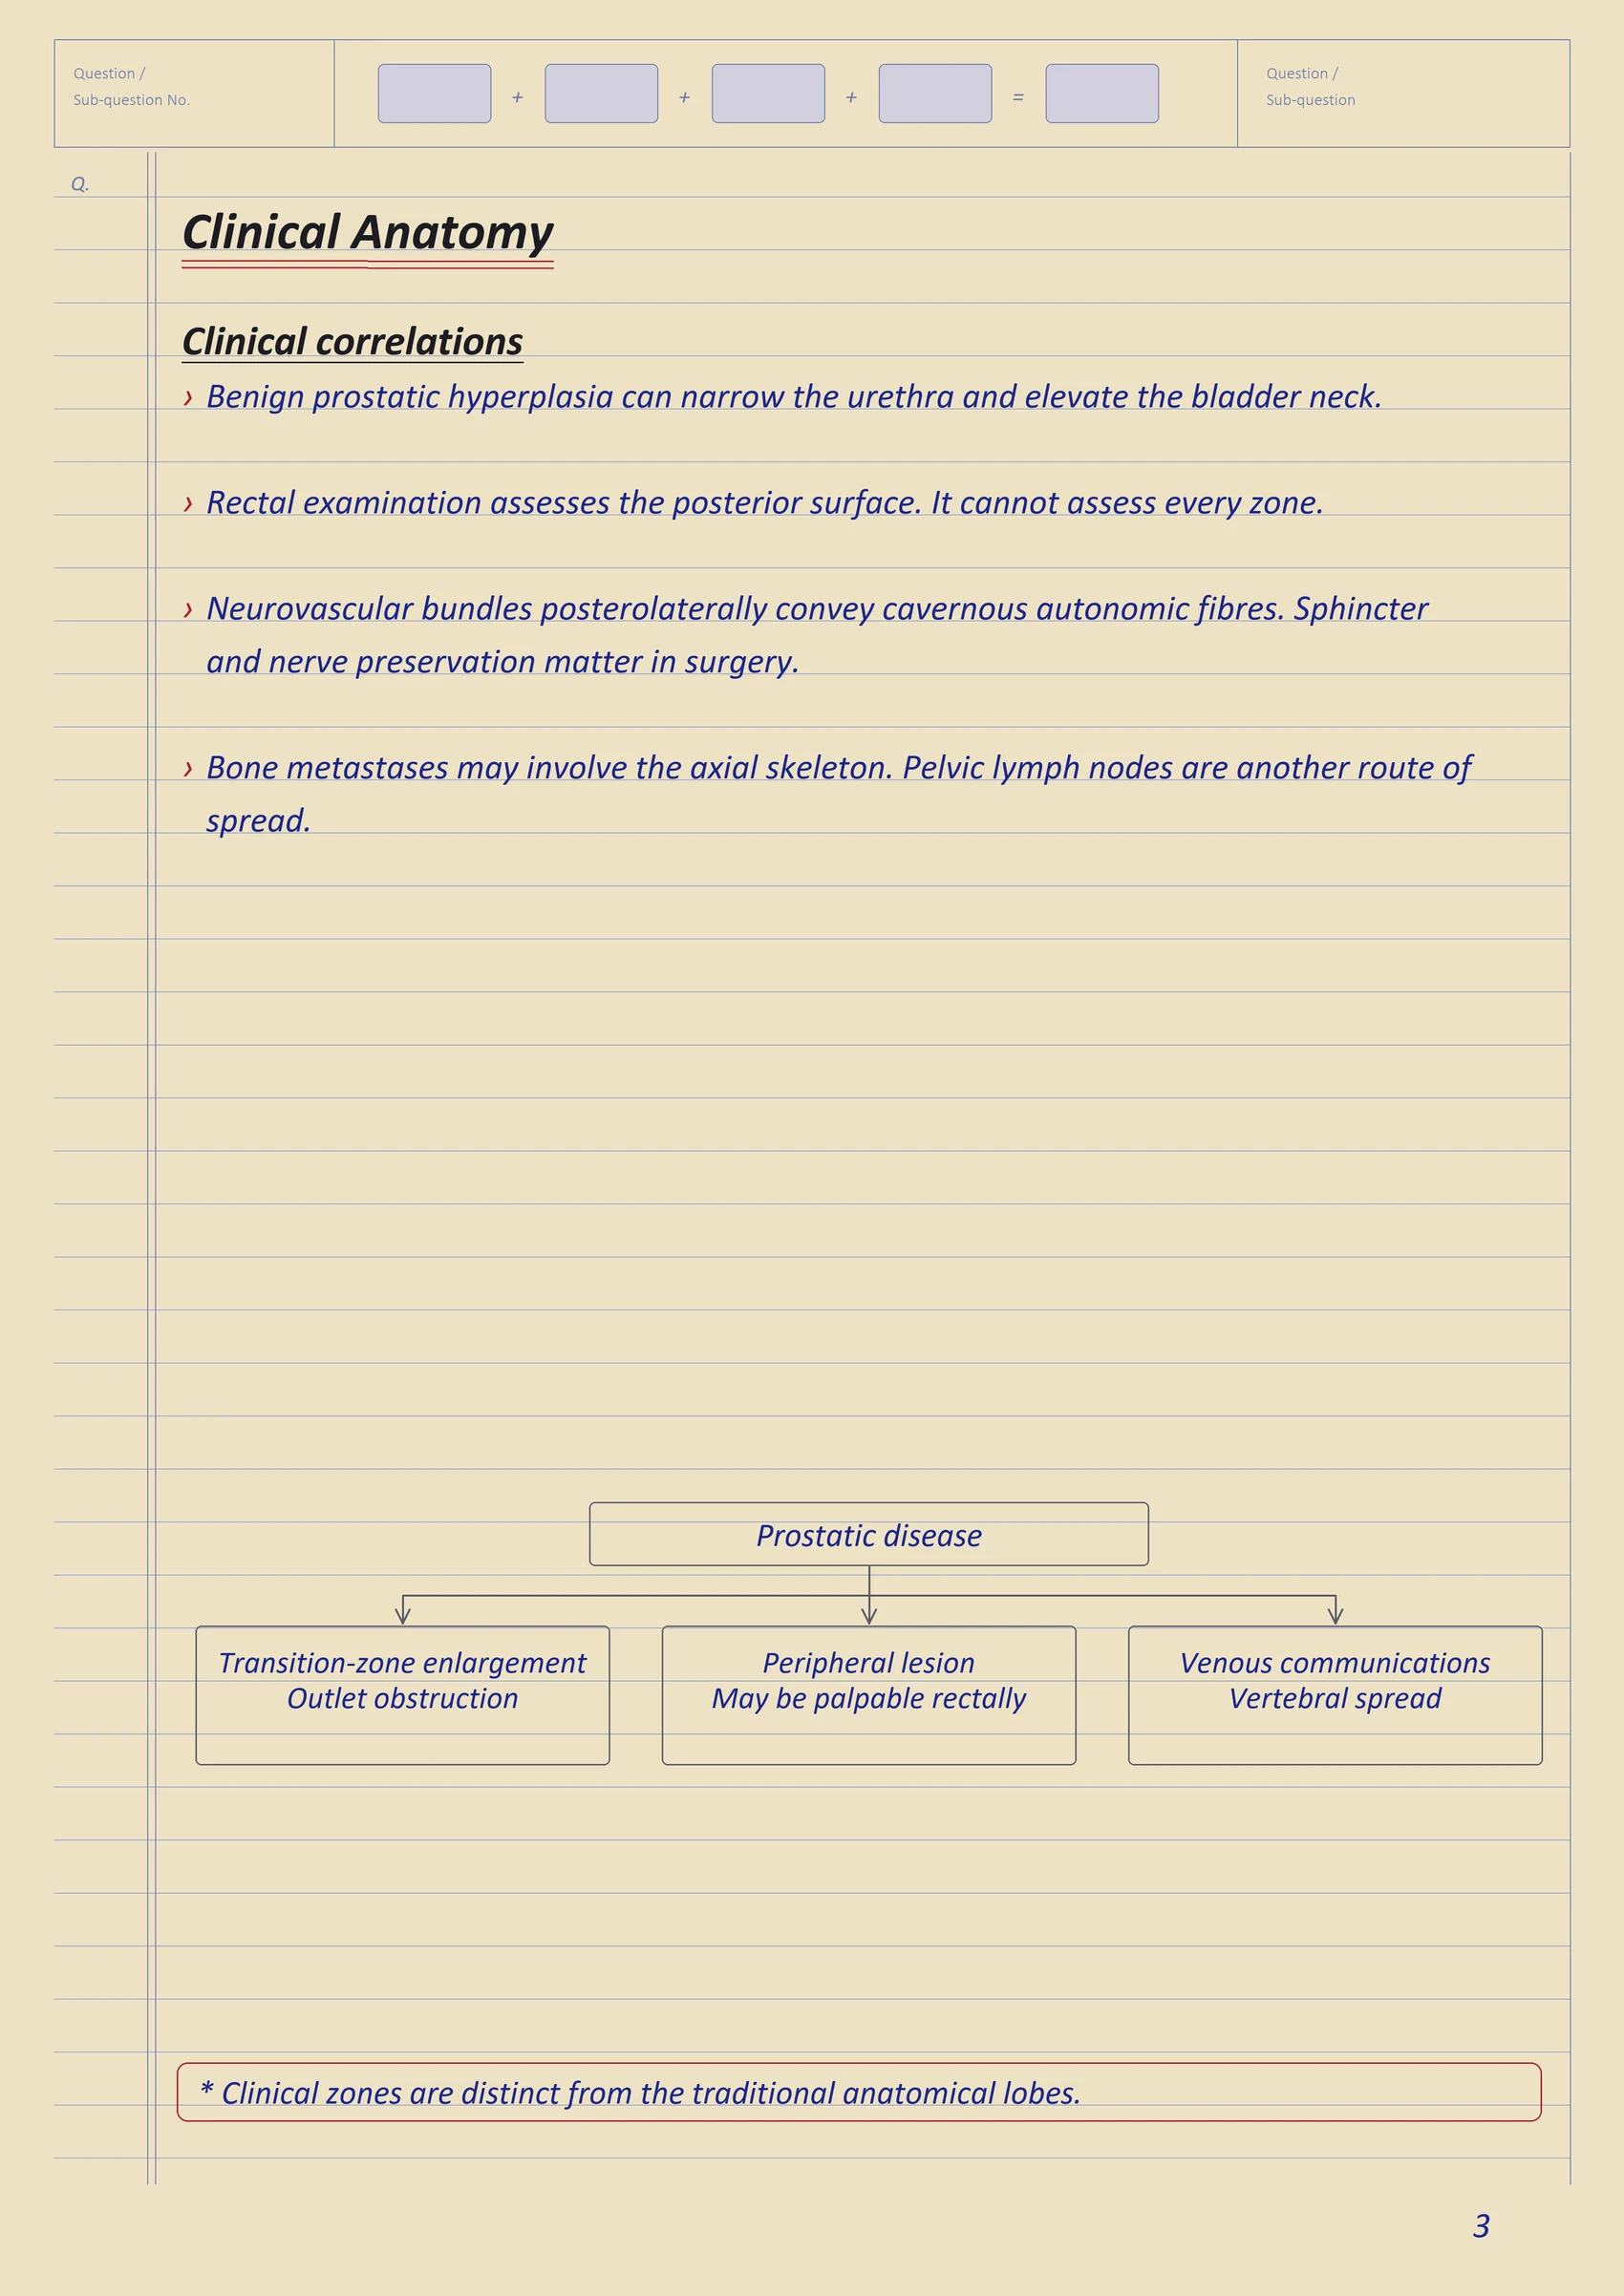 Question /
Sub-question No.
+ + + =
Question /
Sub-question
Q.
Clinical Anatomy
Clinical correlations
› Benign prostatic hyperplasia can narrow the urethra and elevate the bladder neck.
› Rectal examination assesses the posterior surface. It cannot assess every zone.
› Neurovascular bundles posterolaterally convey cavernous autonomic fibres. Sphincter
and nerve preservation matter in surgery.
› Bone metastases may involve the axial skeleton. Pelvic lymph nodes are another route of
spread.
Prostatic disease
Transition-zone enlargement
Outlet obstruction
Peripheral lesion
May be palpable rectally
Venous communications
Vertebral spread
* Clinical zones are distinct from the traditional anatomical lobes.
3